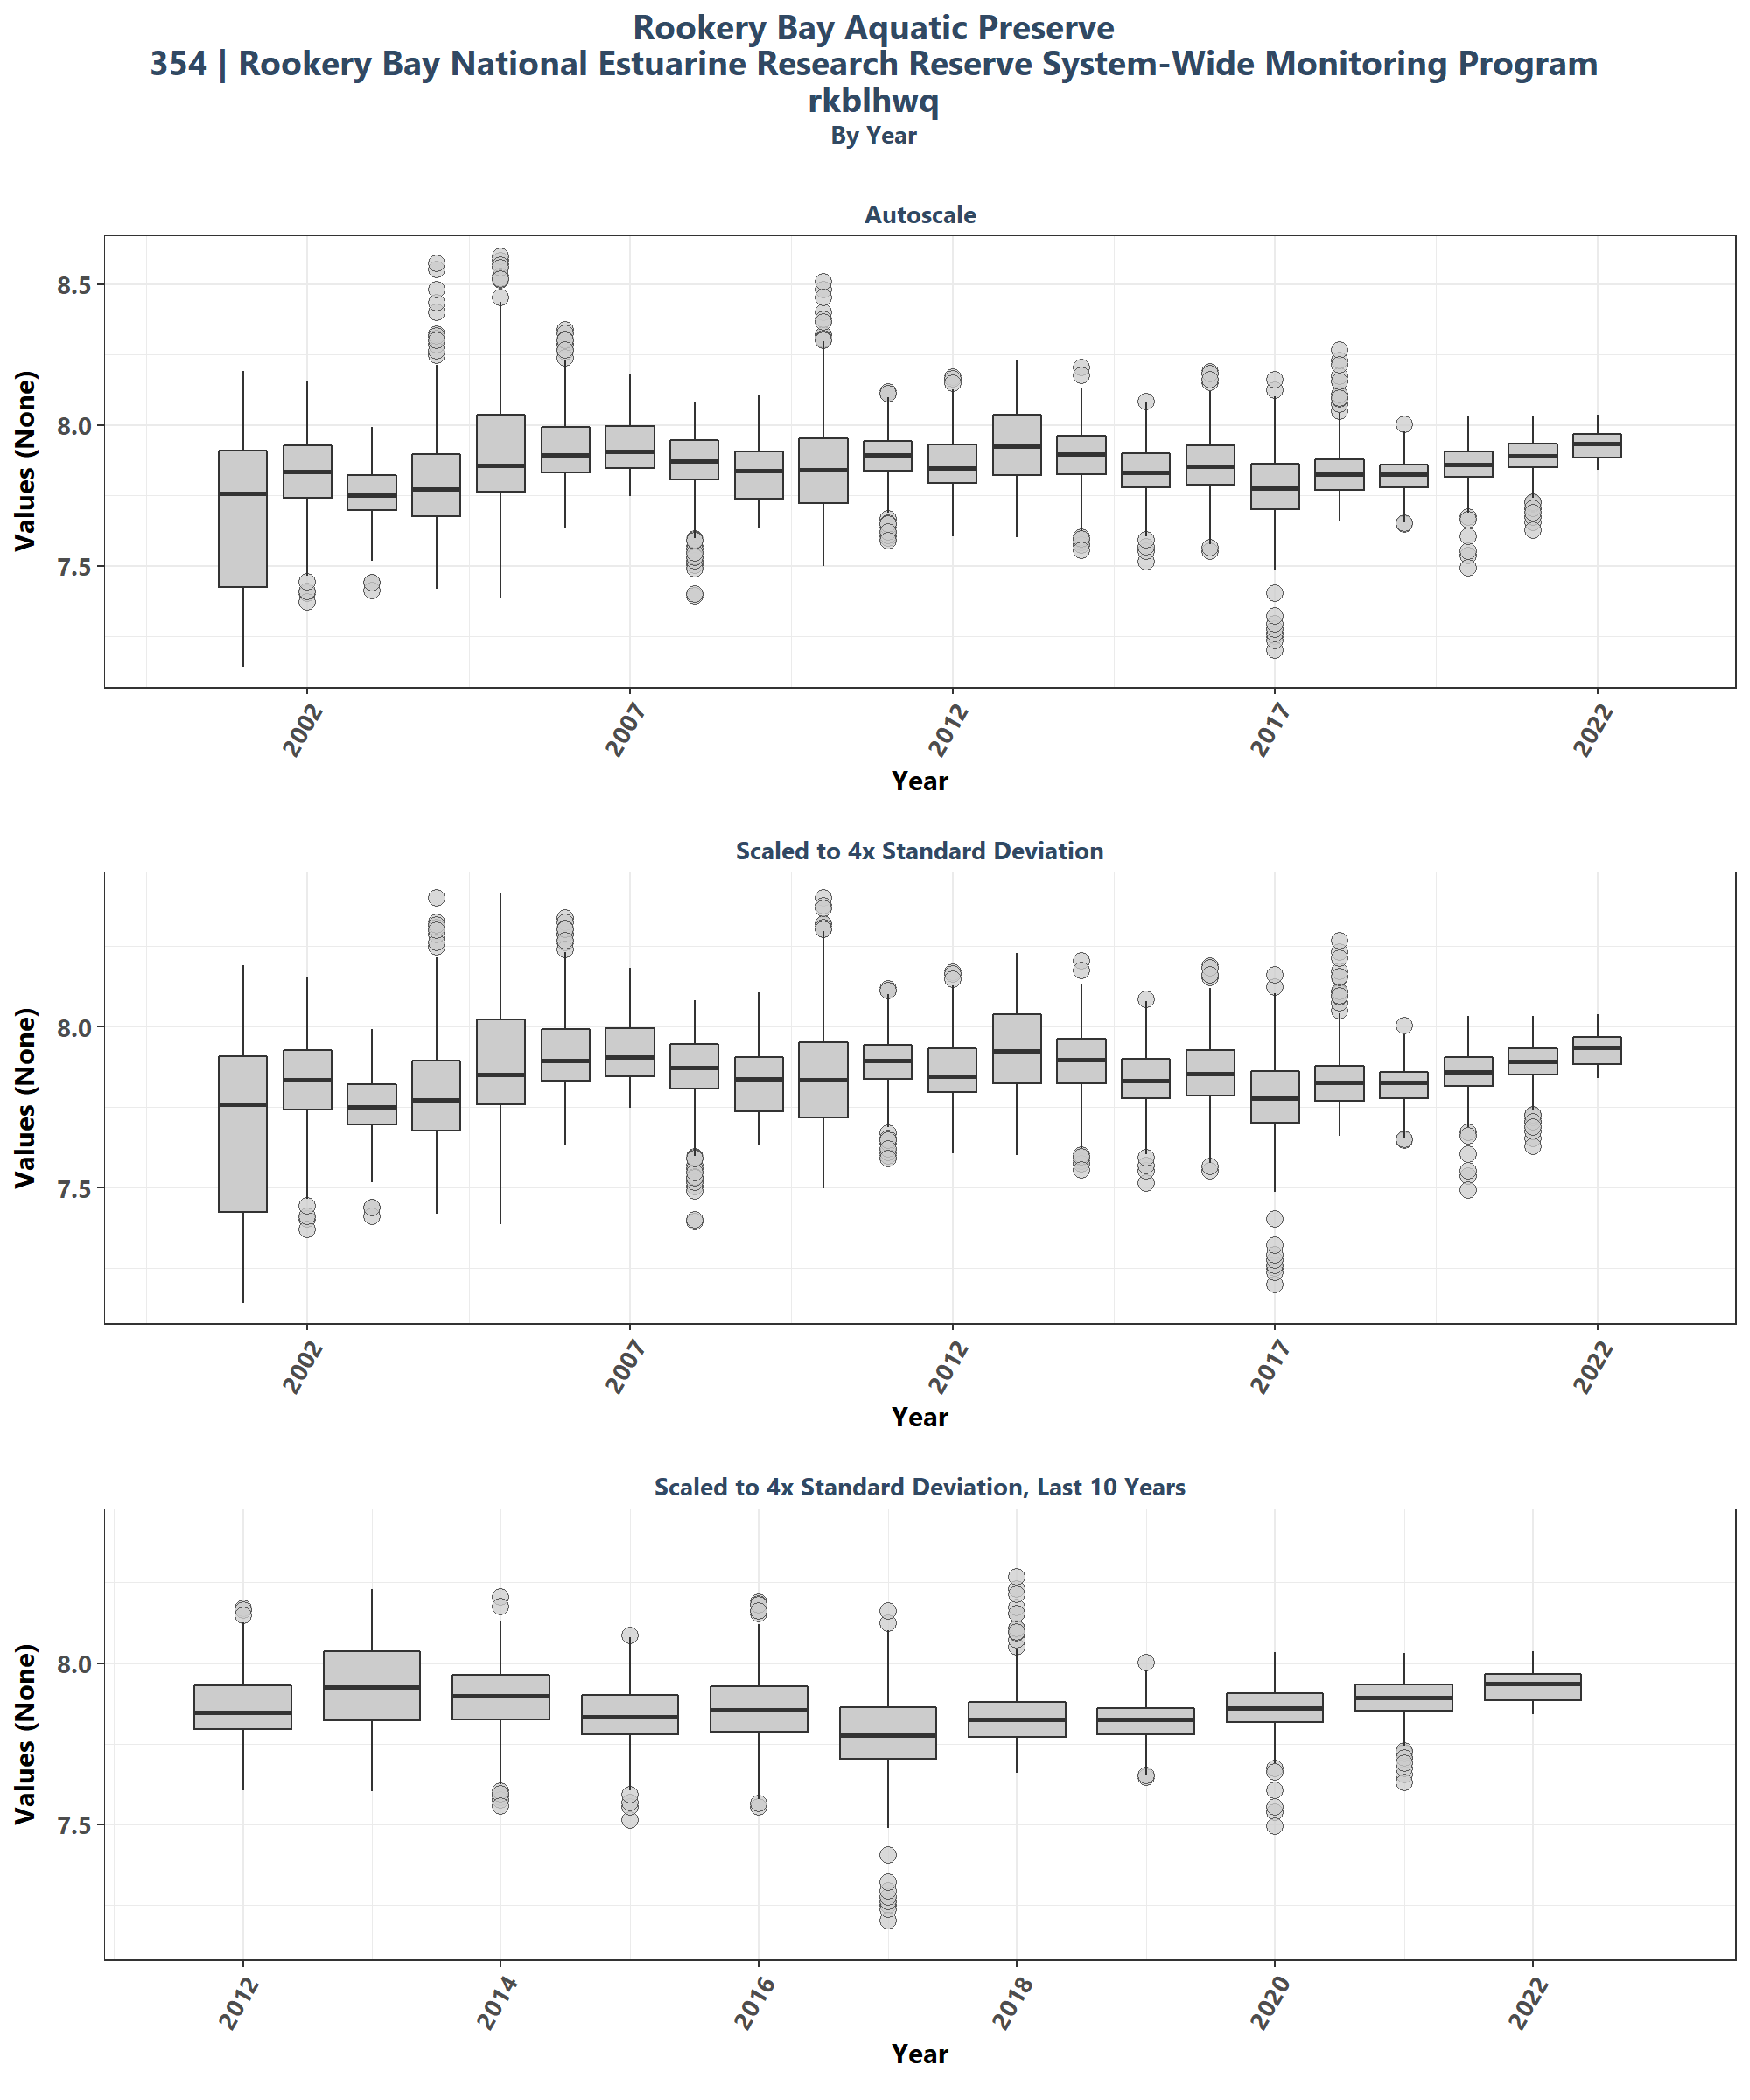 Rookery Bay Aquatic Preserve
354 | Rookery Bay National Estuarine Research Reserve System-Wide Monitoring Program
rkblhwq
By Year
Autoscale
Values (None)
8.5
8.0
7.5
2002
2007
2012
2017
2022
Year
Scaled to 4x Standard Deviation
Values (None)
8.0
7.5
2002
2007
2012
2017
2022
Year
Scaled to 4x Standard Deviation, Last 10 Years
Values (None)
8.0
7.5
2012
2014
2016
2018
2020
2022
Year